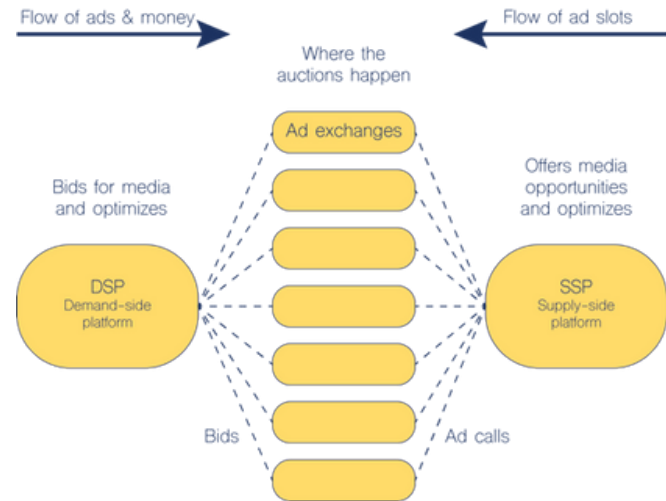 Flow of ads & money
Flow of ad slots
Where the
auctions happen
Ad exchanges
Bids for media
and optimizes
Offers media
opportunities
and optimizes
DSP
Demand-side
platform
SSP
Supply-side
platform
Bids
Ad calls